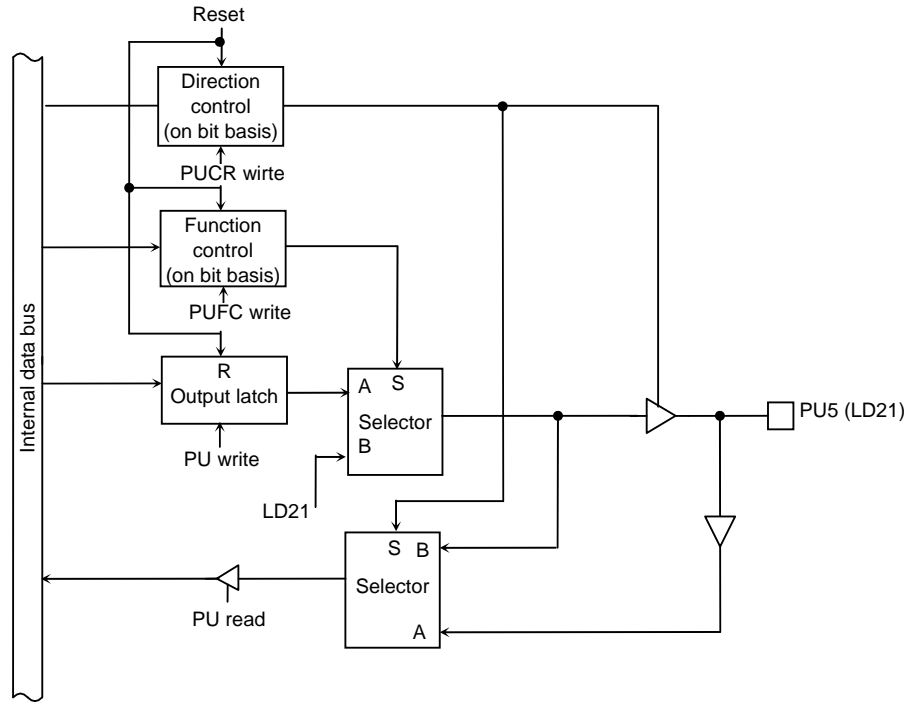 Reset
Direction
control
(on bit basis)
PUCR wirte
Function
control
(on bit basis)
PUFC write
Internal data bus
R
Output latch
PU write
A
S
Selector
B
LD21
PU5 (LD21)
S
B
Selector
A
PU read